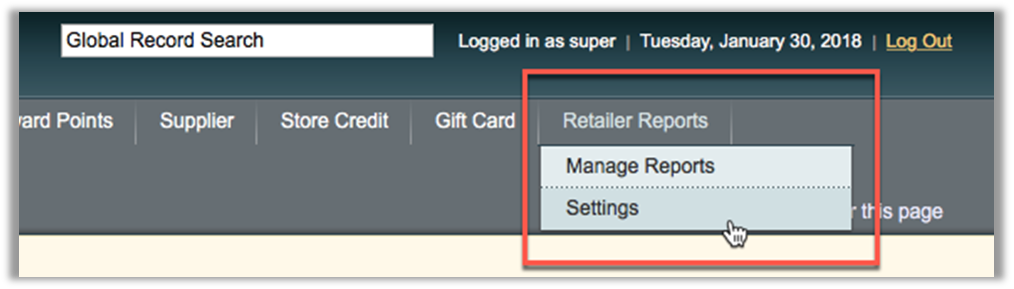 Global Record Search
Logged in as super | Tuesday, January 30, 2018 | Log Out
ard Points | Supplier | Store Credit | Gift Card | Retailer Reports
Manage Reports
Settings
this page